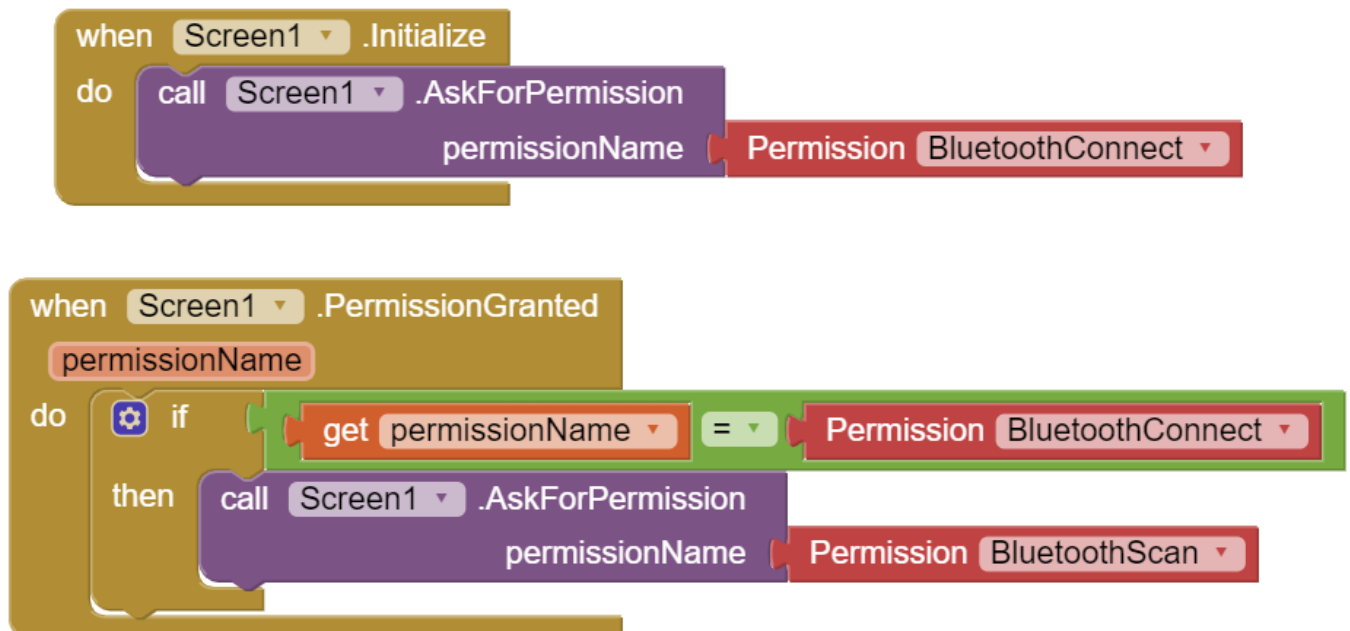 when Screen1 .Initialize
do call Screen1 .AskForPermission
permissionName Permission BluetoothConnect
when Screen1 .PermissionGranted
permissionName
do if get permissionName = Permission BluetoothConnect
then call Screen1 .AskForPermission
permissionName Permission BluetoothScan